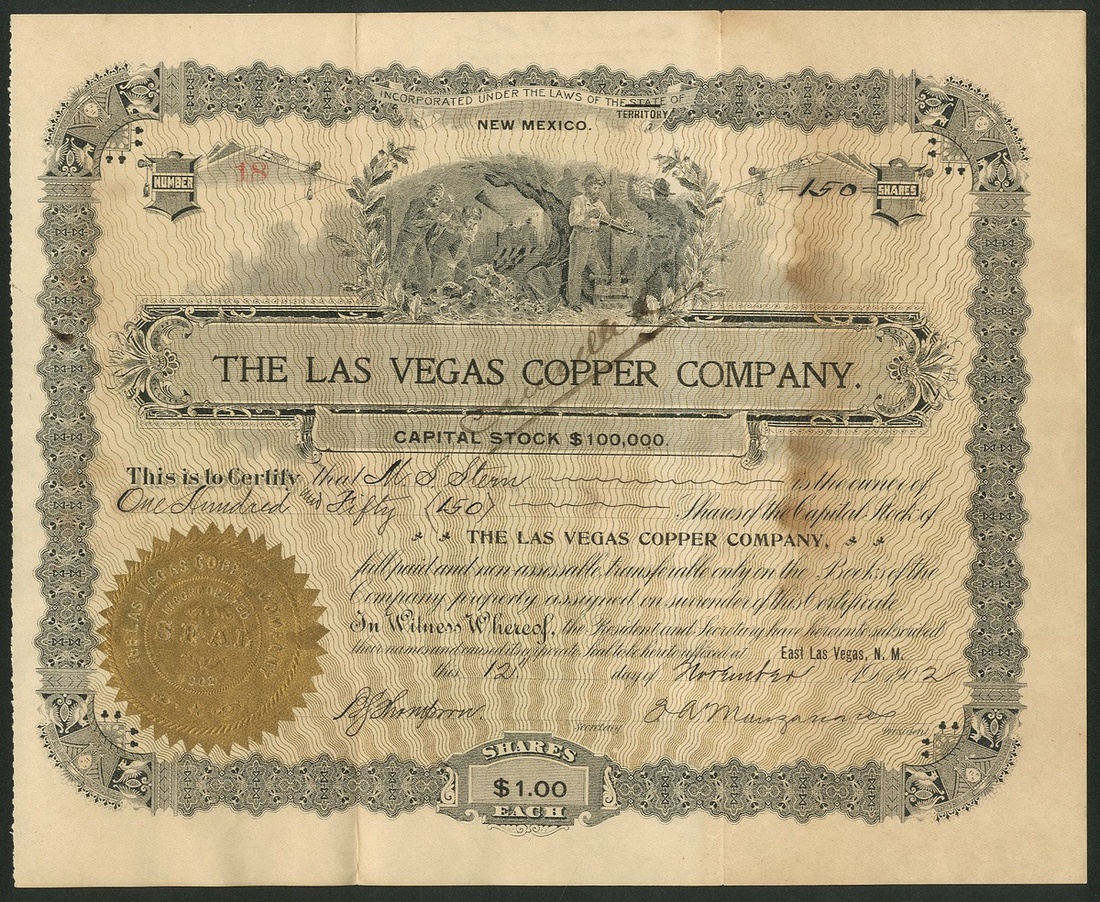 INCORPORATED UNDER THE LAWS OF THE STATE OF
TERRITORY
NEW MEXICO.
NUMBER 18
-150- SHARES
THE LAS VEGAS COPPER COMPANY.
CAPITAL STOCK $100,000.
This is to Certify that M. S. Stern is the owner of
One Hundred and Fifty (150) Shares of the Capital Stock of
THE LAS VEGAS COPPER COMPANY,
full paid and non assessable, transferable only on the Books of the
Company property assigned on surrender of this Certificate
In Witness Whereof, the President and Secretary have hereunto subscribed
their names and caused its private Seal to be hereto affixed at East Las Vegas, N. M.
this 12" day of November 1902
THE LAS VEGAS COPPER COMPANY
INCORPORATED
SEAL
1902
Secretary
President
SHARES
$1.00
EACH